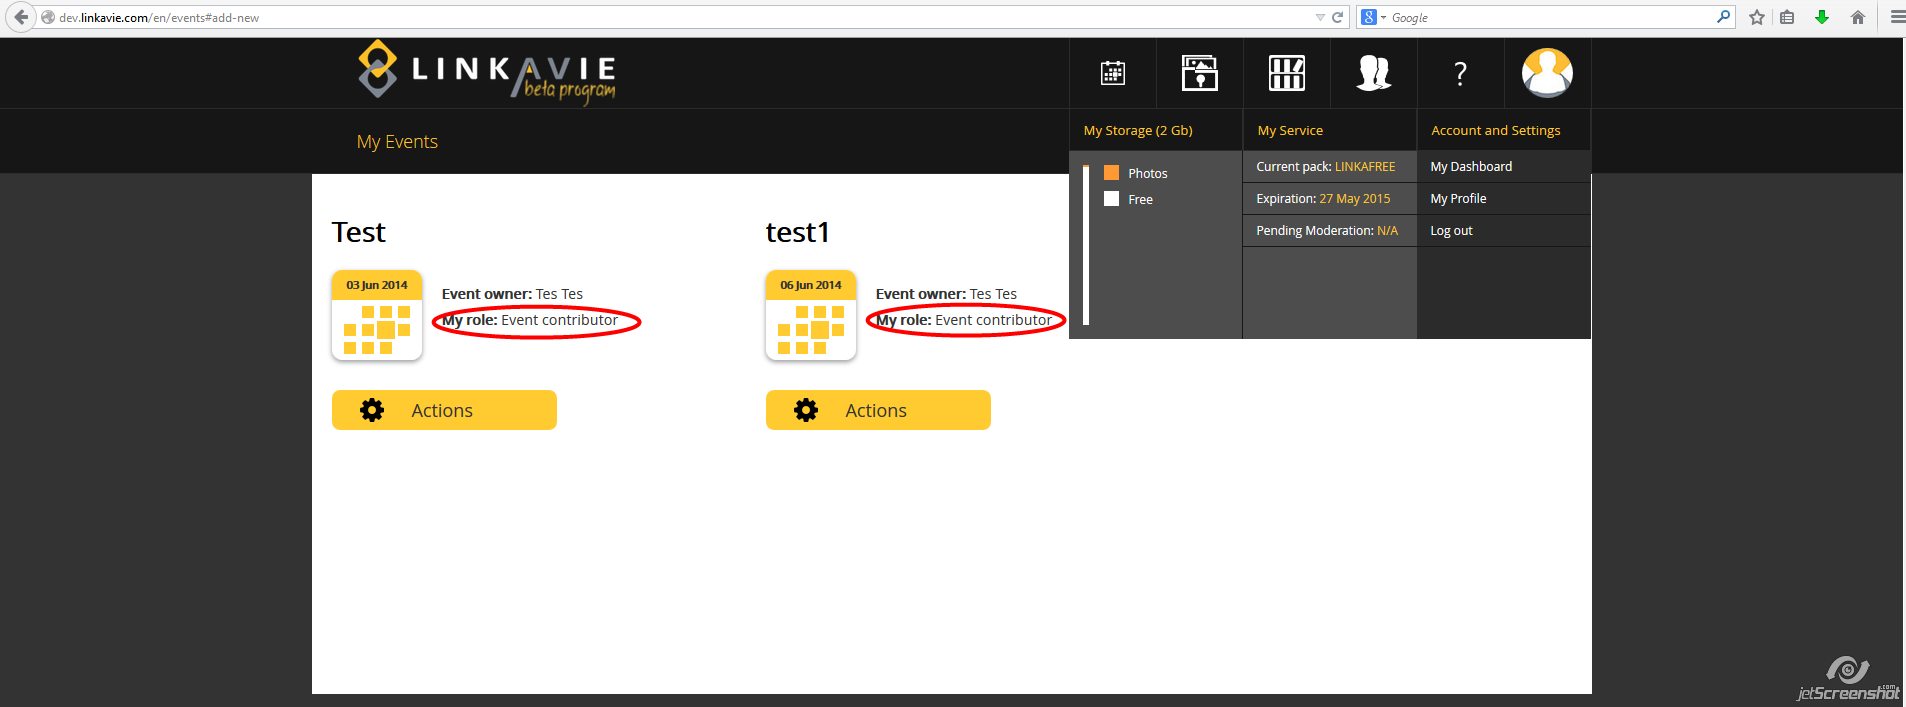 dev.linkavie.com/en/events#add-new
Google
LINKAVIE
beta program
?
My Events
My Storage (2 Gb)
My Service
Account and Settings
Photos
Free
Current pack: LINKAFREE
Expiration: 27 May 2015
Pending Moderation: N/A
My Dashboard
My Profile
Log out
Test
03 Jun 2014
Event owner: Tes Tes
My role: Event contributor
Actions
test1
06 Jun 2014
Event owner: Tes Tes
My role: Event contributor
Actions
jetScreenshot
.com